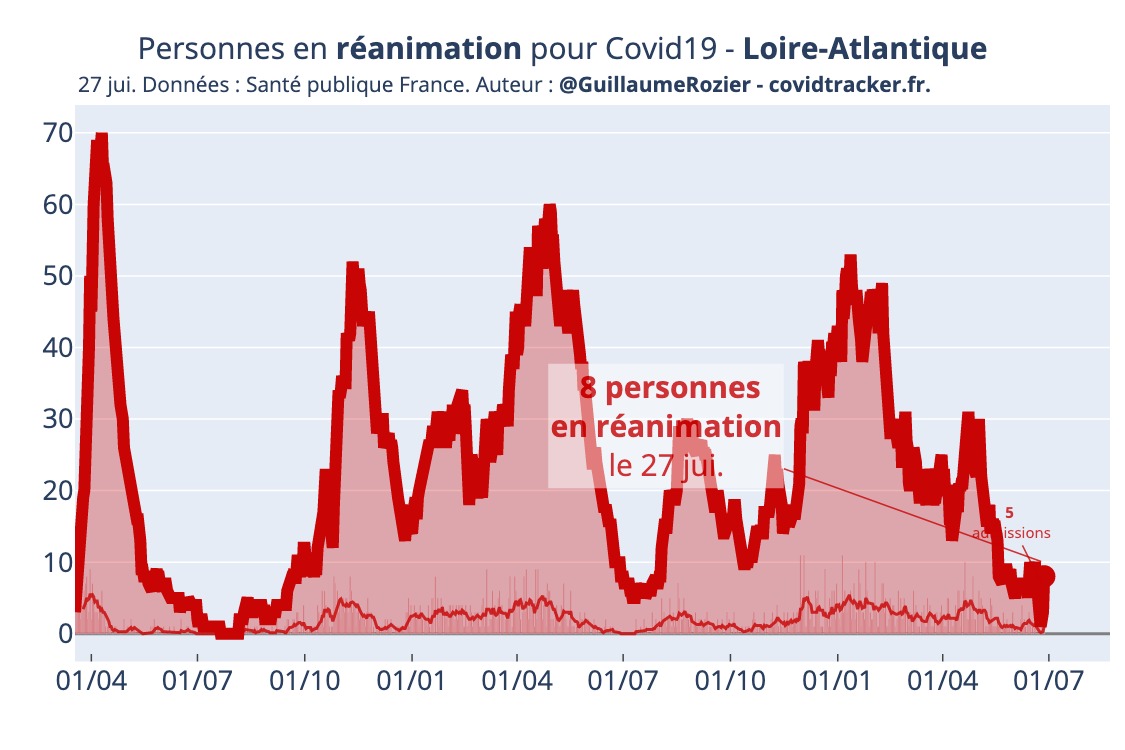 Personnes en réanimation pour Covid19 - Loire-Atlantique
27 jui. Données : Santé publique France. Auteur : @GuillaumeRozier - covidtracker.fr.
70
60
50
40
30
20
10
0
8 personnes
en réanimation
le 27 jui.
5
admissions
01/04 01/07 01/10 01/01 01/04 01/07 01/10 01/01 01/04 01/07